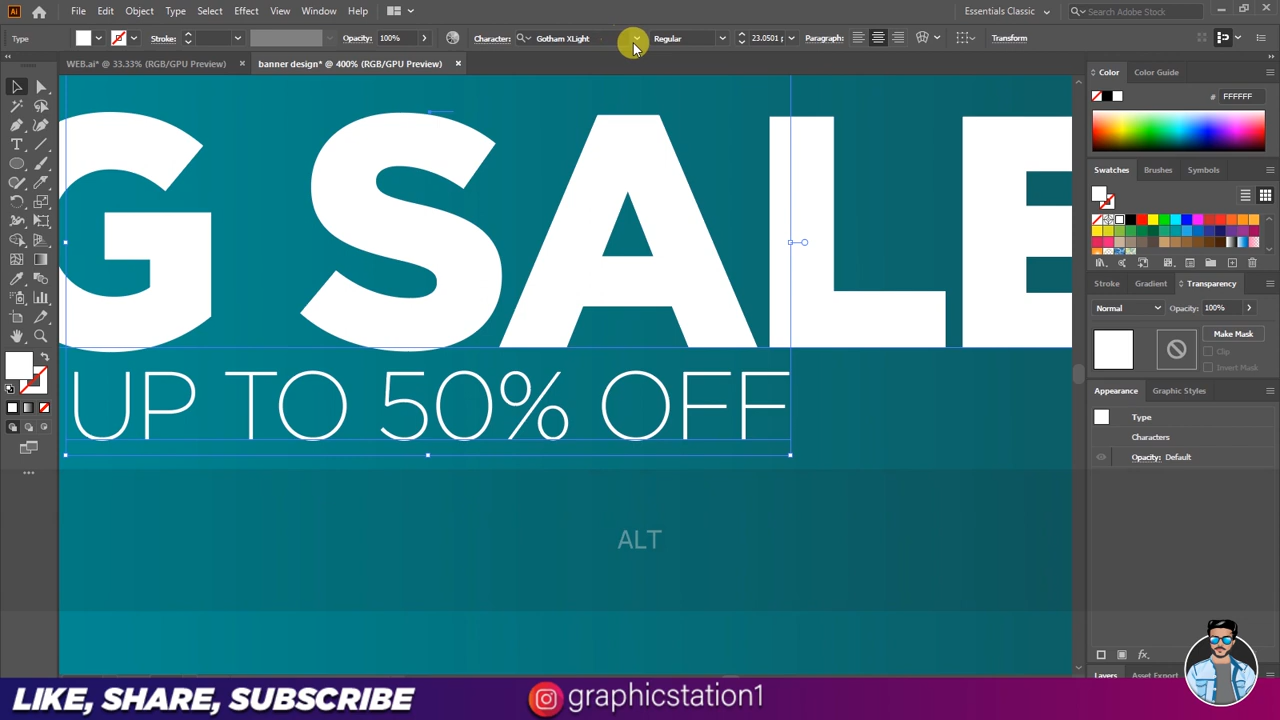 Ai File Edit Object Type Select Effect View Window Help Essentials Classic Search Adobe Stock
Type Stroke: Opacity: 100% Character: Gotham XLight Regular 23.0501 p Paragraph: Transform
WEB.ai* @ 33.33% (RGB/GPU Preview) × banner design* @ 400% (RGB/GPU Preview) ×
Color Color Guide
# FFFFFF
Swatches Brushes Symbols
Stroke Gradient Transparency
Normal Opacity: 100%
Make Mask
Clip
Invert Mask
Appearance Graphic Styles
Type
Characters
Opacity: Default
fx
Layers Asset Export
G SALE
UP TO 50% OFF
ALT
LIKE, SHARE, SUBSCRIBE graphicstation1